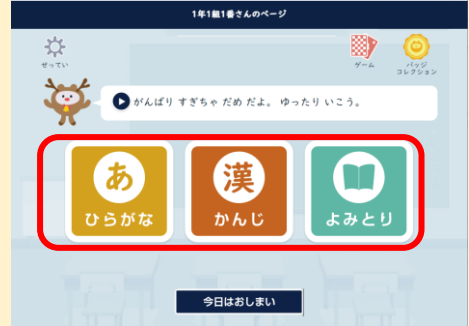 1年1組1番さんのページ
せってい
ゲーム
バッジ
コレクション
がんばり すぎちゃ だめ だよ。 ゆったり いこう。
あ
ひらがな
漢
かんじ
よみとり
今日はおしまい